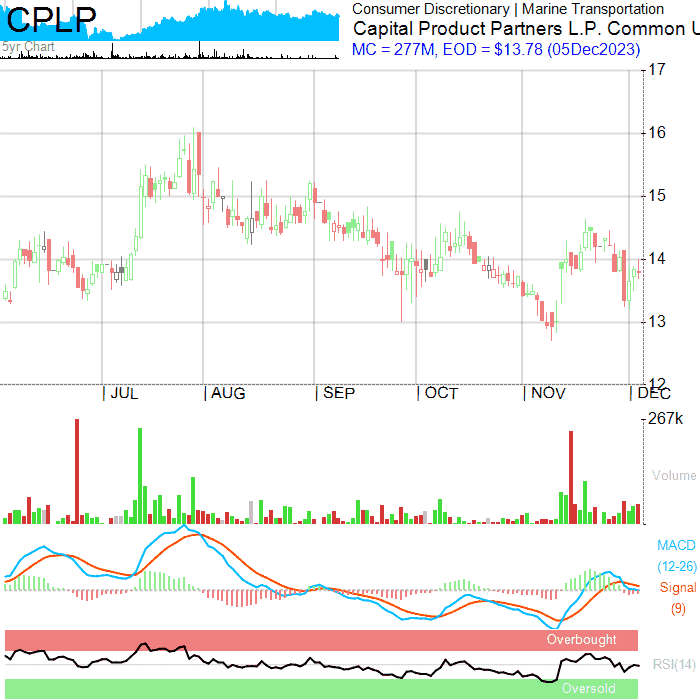 CPLP
5yr Chart
Consumer Discretionary | Marine Transportation
Capital Product Partners L.P. Common U
MC = 277M, EOD = $13.78 (05Dec2023)
17
16
15
14
13
12
| JUL | AUG | SEP | OCT | NOV | DEC
267k
Volume
MACD
(12-26)
Signal
(9)
Overbought
RSI(14)
Oversold